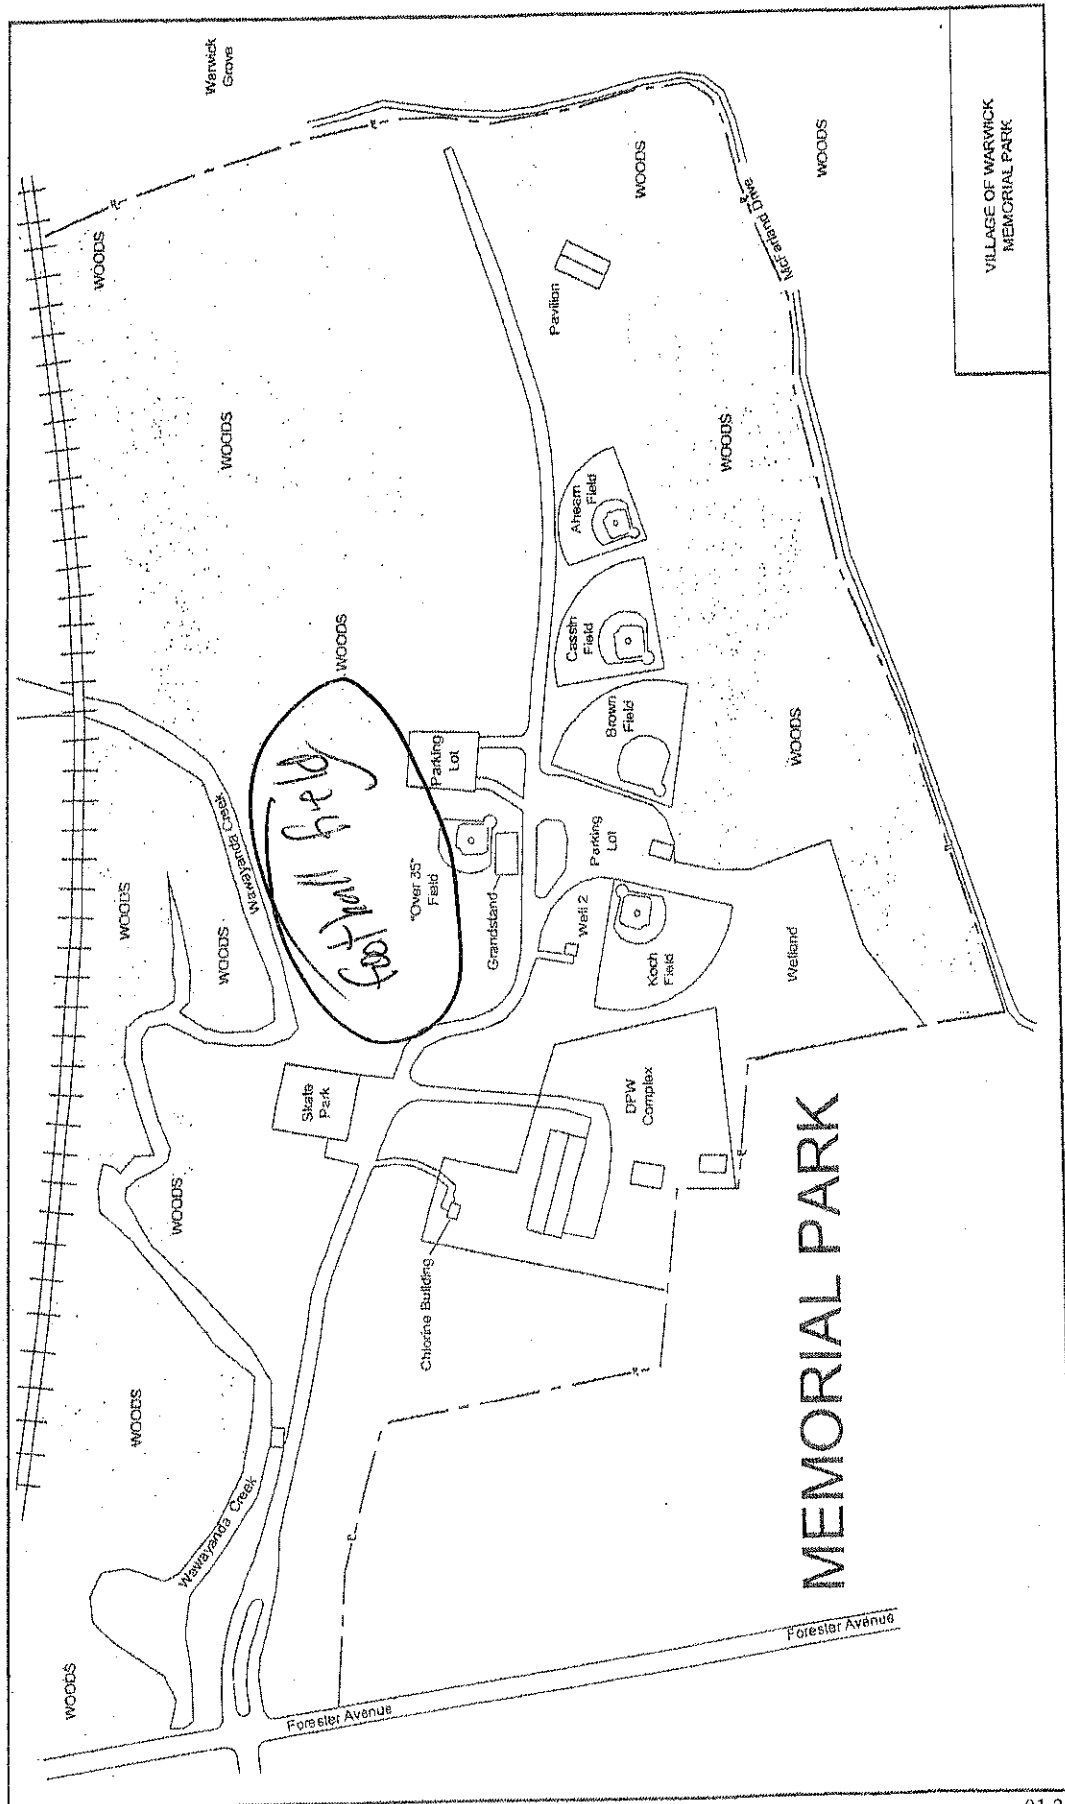 Warwick
Grove
WOODS
WOODS
WOODS
WOODS
WOODS
WOODS
WOODS
WOODS
WOODS
WOODS
WOODS
WOODS
WOODS
Wawayanda Creek
Wawayanda Creek
football field
"Over 35"
Field
Parking
Lot
Grandstand
Parking
Lot
Well 2
Pavilion
Ahearn
Field
Cassin
Field
Brown
Field
Koch
Field
Wetland
McFarland Drive
Skate
Park
DPW
Complex
Chlorine Building
Forester Avenue
Forester Avenue
MEMORIAL PARK
VILLAGE OF WARWICK
MEMORIAL PARK